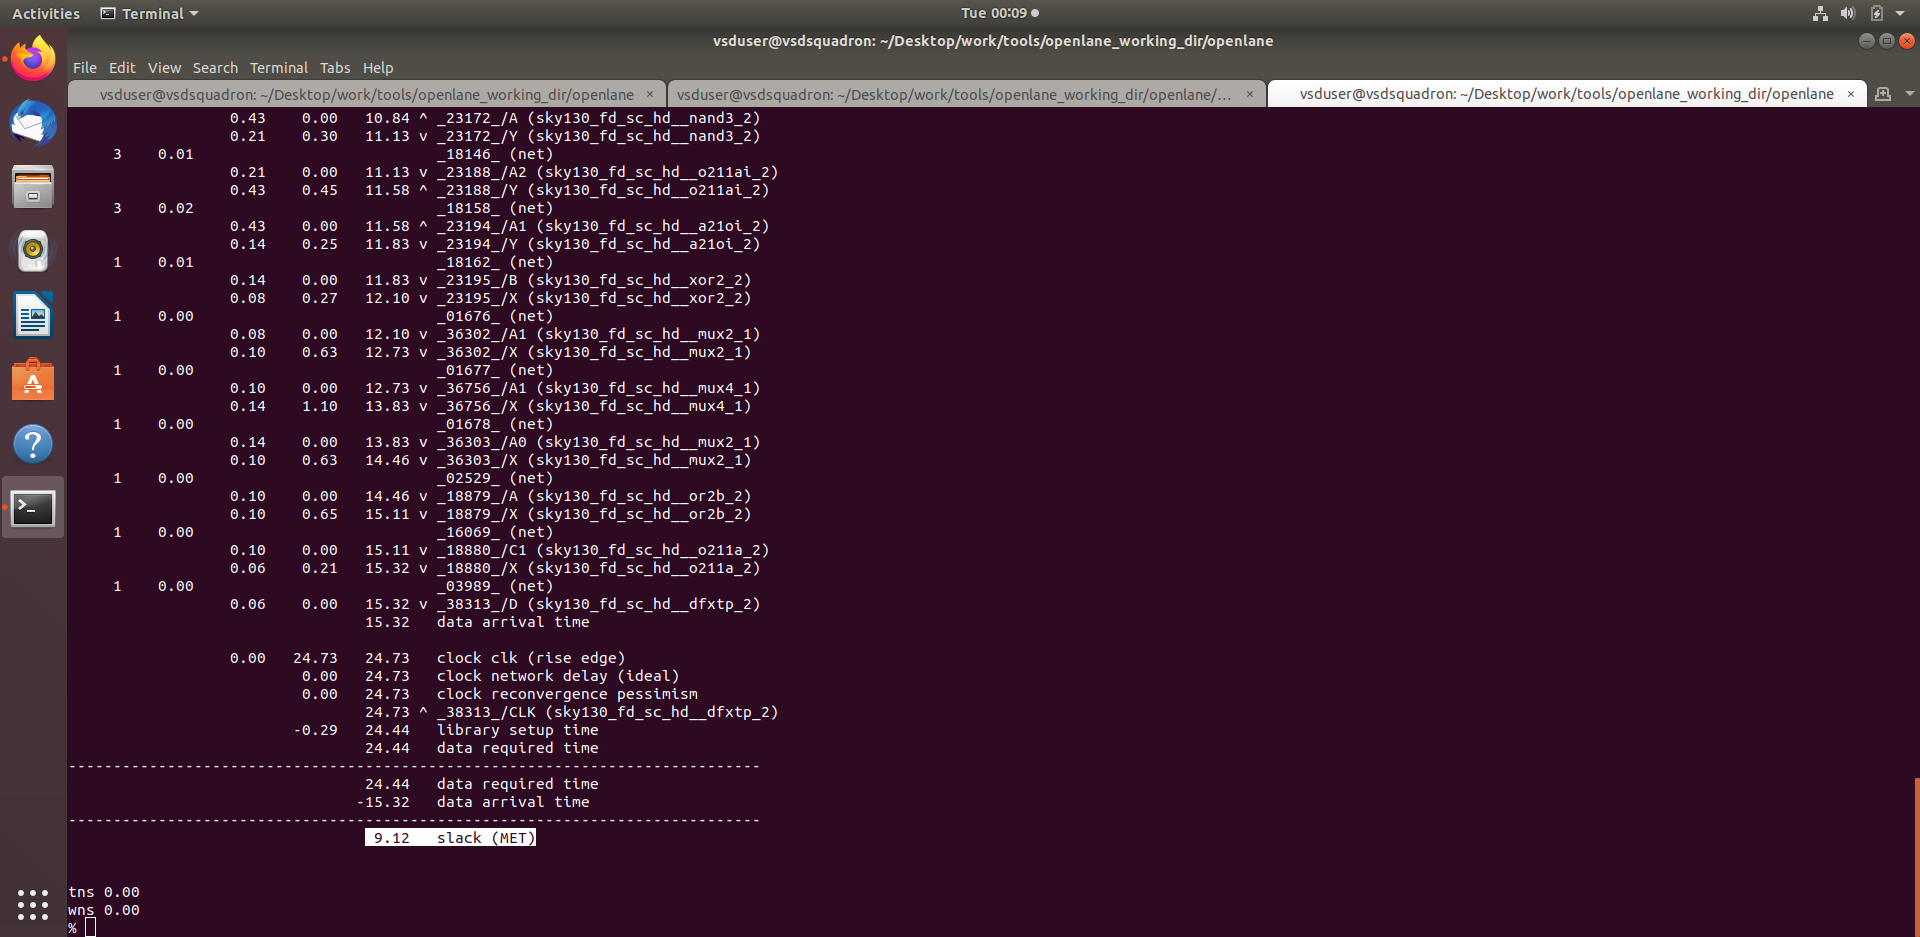 Activities Terminal Tue 00:09
vsduser@vsdsquadron: ~/Desktop/work/tools/openlane_working_dir/openlane
File Edit View Search Terminal Tabs Help
vsduser@vsdsquadron: ~/Desktop/work/tools/openlane_working_dir/openlane × vsduser@vsdsquadron: ~/Desktop/work/tools/openlane_working_dir/openlane/... × vsduser@vsdsquadron: ~/Desktop/work/tools/openlane_working_dir/openlane ×
0.43 0.00 10.84 ^ _23172_/A (sky130_fd_sc_hd__nand3_2)
0.21 0.30 11.13 v _23172_/Y (sky130_fd_sc_hd__nand3_2)
3 0.01 _18146_ (net)
0.21 0.00 11.13 v _23188_/A2 (sky130_fd_sc_hd__o211ai_2)
0.43 0.45 11.58 ^ _23188_/Y (sky130_fd_sc_hd__o211ai_2)
3 0.02 _18158_ (net)
0.43 0.00 11.58 ^ _23194_/A1 (sky130_fd_sc_hd__a21oi_2)
0.14 0.25 11.83 v _23194_/Y (sky130_fd_sc_hd__a21oi_2)
1 0.01 _18162_ (net)
0.14 0.00 11.83 v _23195_/B (sky130_fd_sc_hd__xor2_2)
0.08 0.27 12.10 v _23195_/X (sky130_fd_sc_hd__xor2_2)
1 0.00 _01676_ (net)
0.08 0.00 12.10 v _36302_/A1 (sky130_fd_sc_hd__mux2_1)
0.10 0.63 12.73 v _36302_/X (sky130_fd_sc_hd__mux2_1)
1 0.00 _01677_ (net)
0.10 0.00 12.73 v _36756_/A1 (sky130_fd_sc_hd__mux4_1)
0.14 1.10 13.83 v _36756_/X (sky130_fd_sc_hd__mux4_1)
1 0.00 _01678_ (net)
0.14 0.00 13.83 v _36303_/A0 (sky130_fd_sc_hd__mux2_1)
0.10 0.63 14.46 v _36303_/X (sky130_fd_sc_hd__mux2_1)
1 0.00 _02529_ (net)
0.10 0.00 14.46 v _18879_/A (sky130_fd_sc_hd__or2b_2)
0.10 0.65 15.11 v _18879_/X (sky130_fd_sc_hd__or2b_2)
1 0.00 _16069_ (net)
0.10 0.00 15.11 v _18880_/C1 (sky130_fd_sc_hd__o211a_2)
0.06 0.21 15.32 v _18880_/X (sky130_fd_sc_hd__o211a_2)
1 0.00 _03989_ (net)
0.06 0.00 15.32 v _38313_/D (sky130_fd_sc_hd__dfxtp_2)
15.32 data arrival time
0.00 24.73 24.73 clock clk (rise edge)
0.00 24.73 clock network delay (ideal)
0.00 24.73 clock reconvergence pessimism
24.73 ^ _38313_/CLK (sky130_fd_sc_hd__dfxtp_2)
-0.29 24.44 library setup time
24.44 data required time
-----------------------------------------------------------------------------
24.44 data required time
-15.32 data arrival time
-----------------------------------------------------------------------------
9.12 slack (MET)
tns 0.00
wns 0.00
%